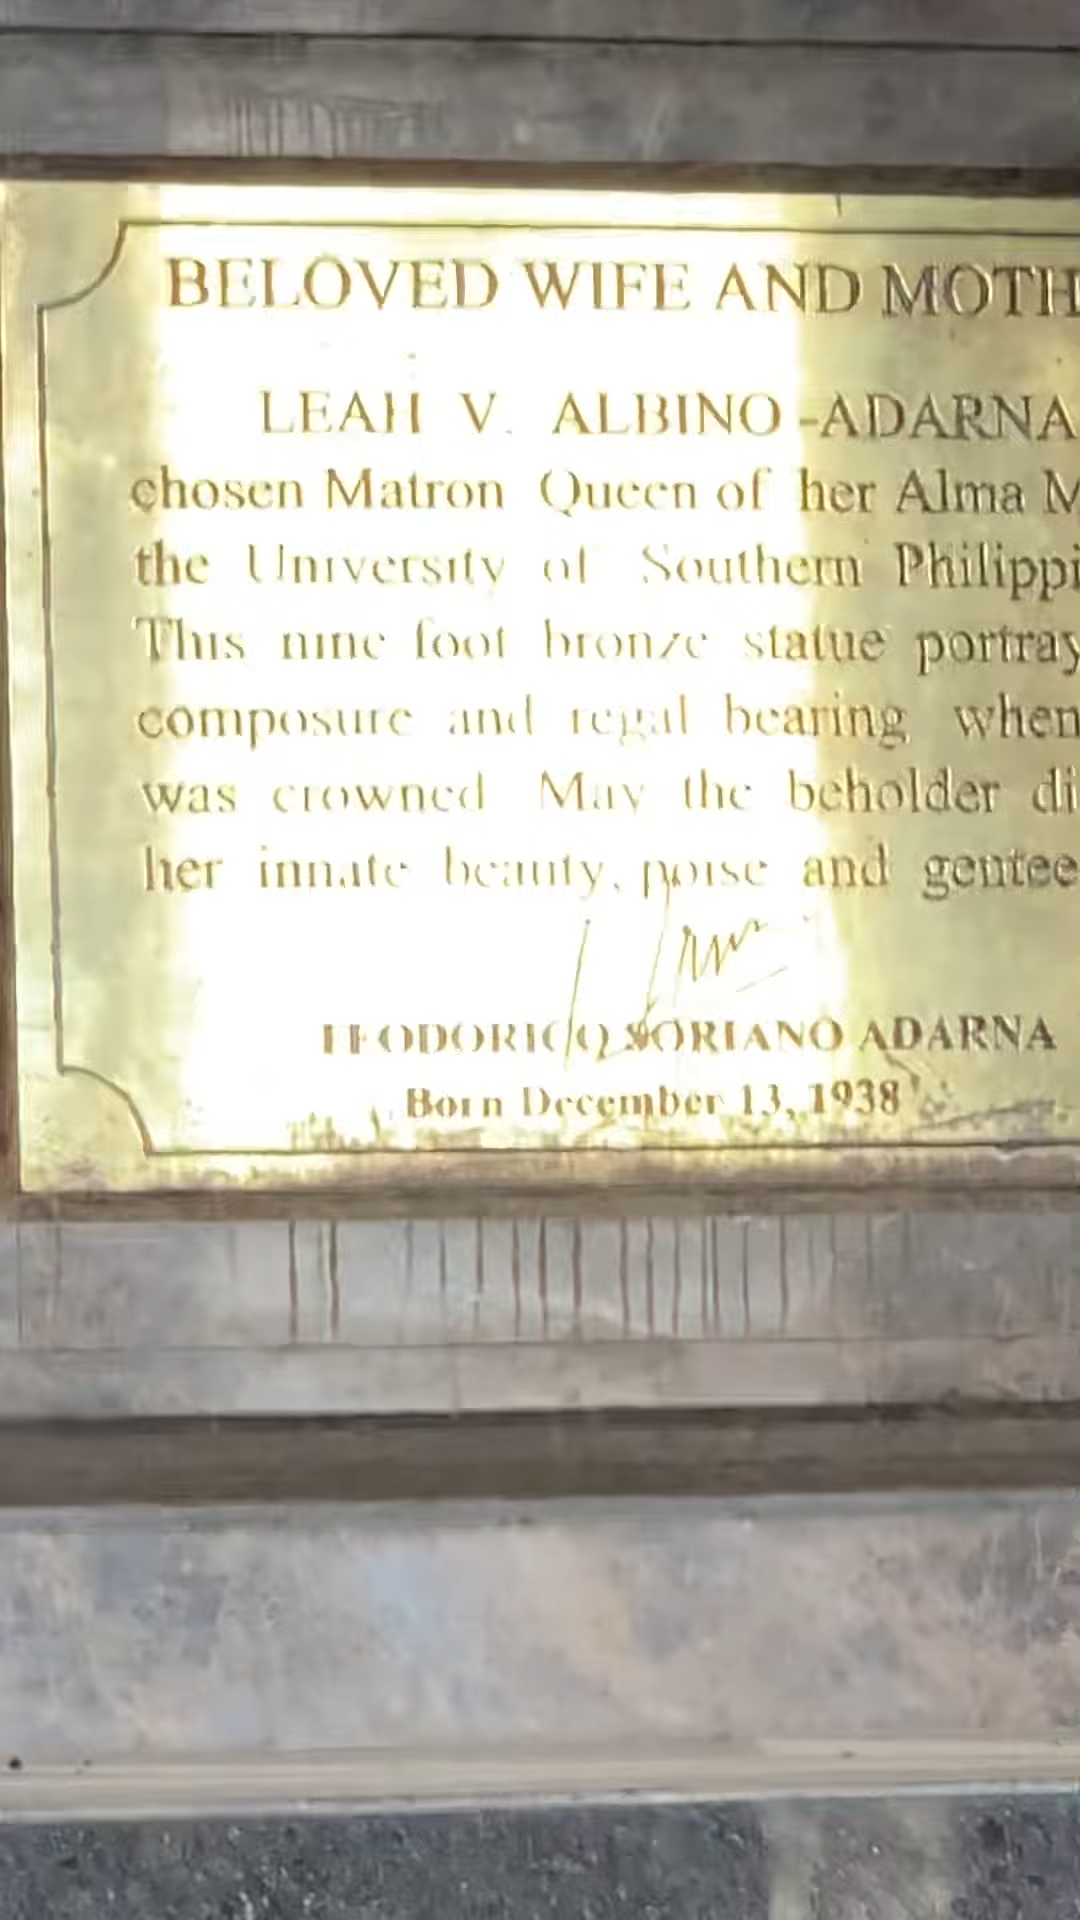 BELOVED WIFE AND MOTH
LEAH V. ALBINO-ADARNA
chosen Matron Queen of her Alma M
the University of Southern Philippi
This nine foot bronze statue portray
composure and regal bearing when
was crowned May the beholder di
her innate beauty, poise and gentee
TEODORICO SORIANO ADARNA
Born December 13, 1938